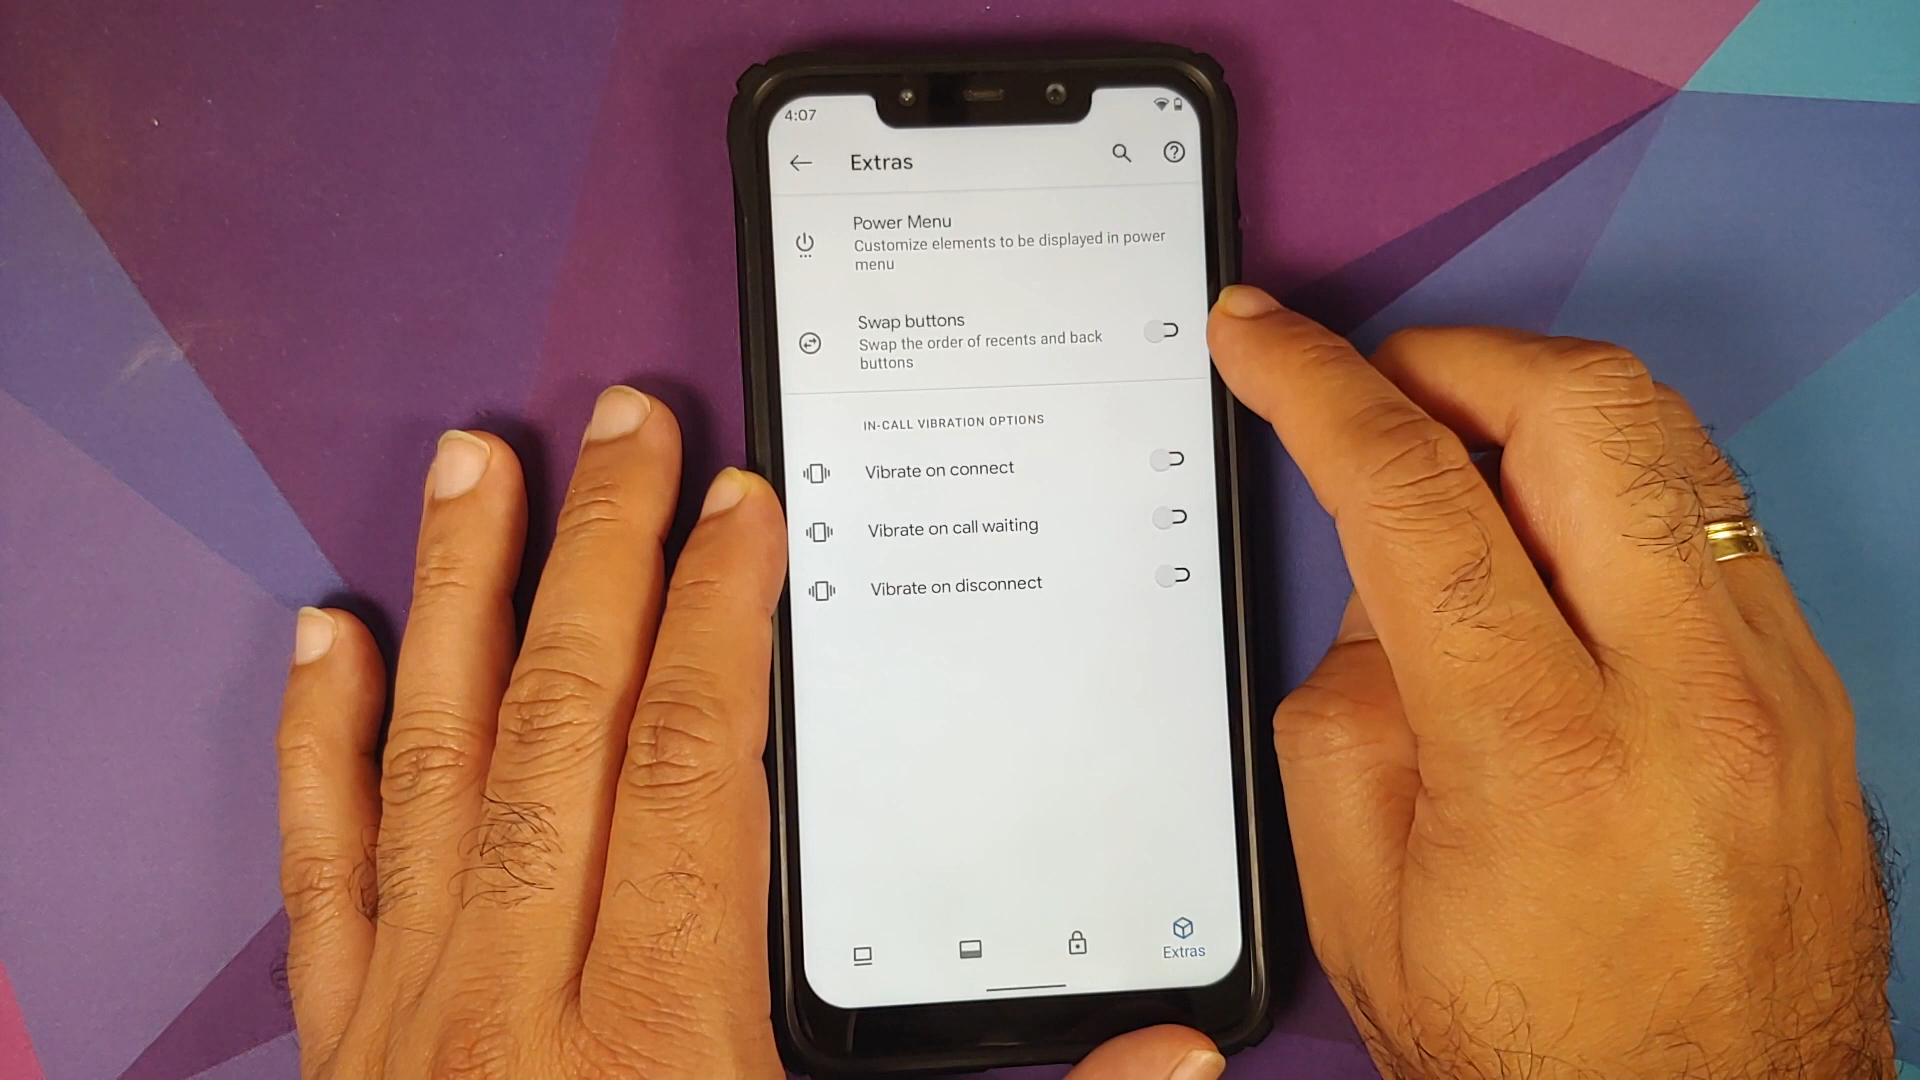 4:07
Extras
Power Menu
Customize elements to be displayed in power
menu
Swap buttons
Swap the order of recents and back
buttons
IN-CALL VIBRATION OPTIONS
Vibrate on connect
Vibrate on call waiting
Vibrate on disconnect
Extras